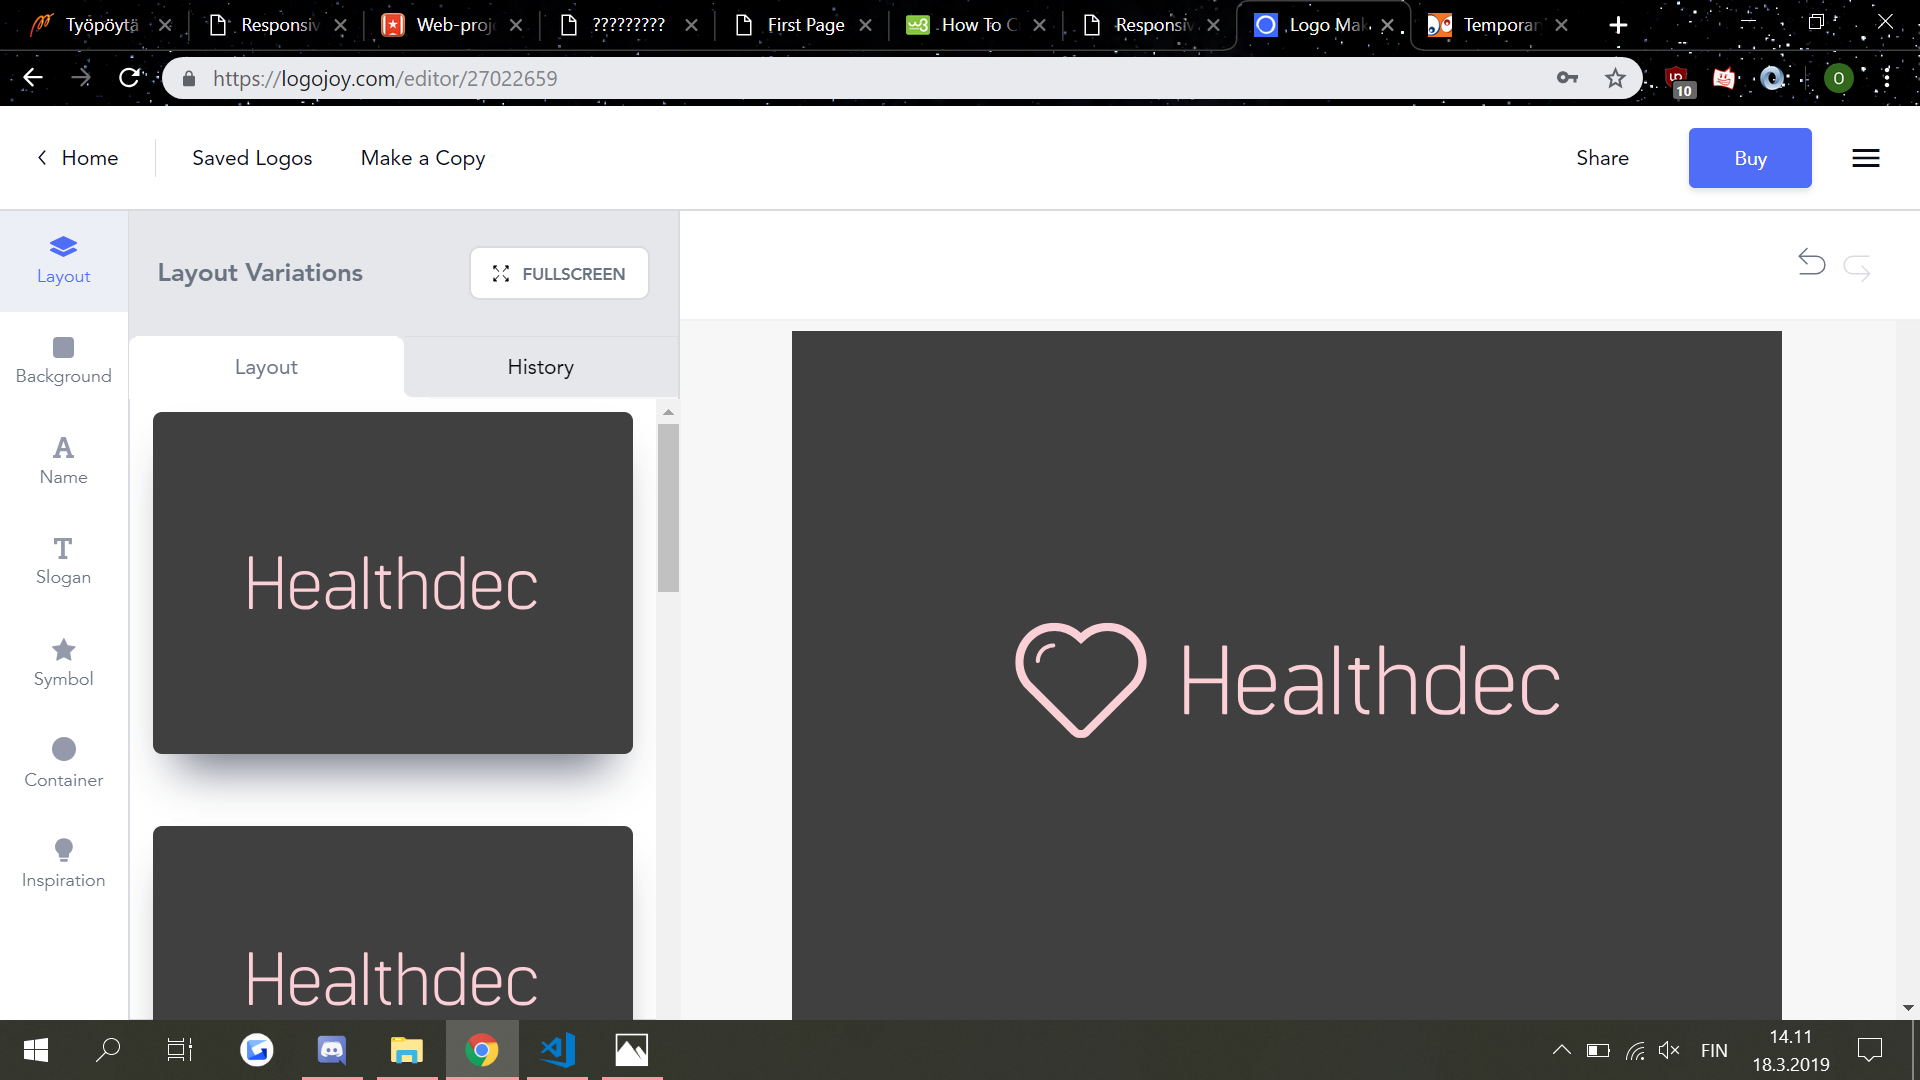 Työpöytä
Responsiv
Web-proj
?????????
First Page
How To C
Responsiv
Logo Mak
Temporar
https://logojoy.com/editor/27022659
10
O
Home
Saved Logos
Make a Copy
Share
Buy
Layout
Background
Name
Slogan
Symbol
Container
Inspiration
Layout Variations
FULLSCREEN
Layout
History
Healthdec
Healthdec
Healthdec
FIN
14.11
18.3.2019